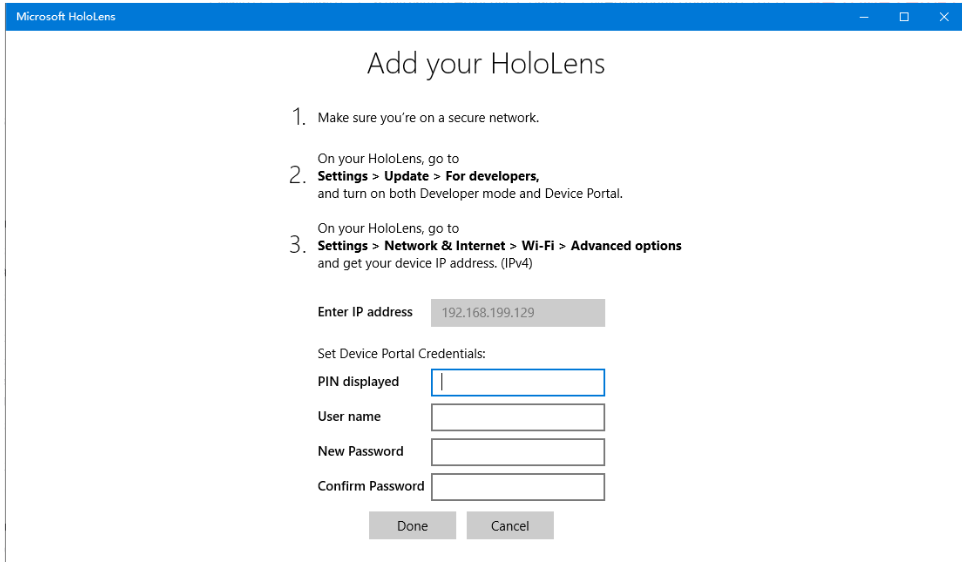 Microsoft HoloLens
Add your HoloLens
1. Make sure you're on a secure network.
On your HoloLens, go to
2. Settings > Update > For developers,
and turn on both Developer mode and Device Portal.
On your HoloLens, go to
3. Settings > Network & Internet > Wi-Fi > Advanced options
and get your device IP address. (IPv4)
Enter IP address 192.168.199.129
Set Device Portal Credentials:
PIN displayed
User name
New Password
Confirm Password
Done Cancel